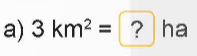 a) 3 km² = ? ha